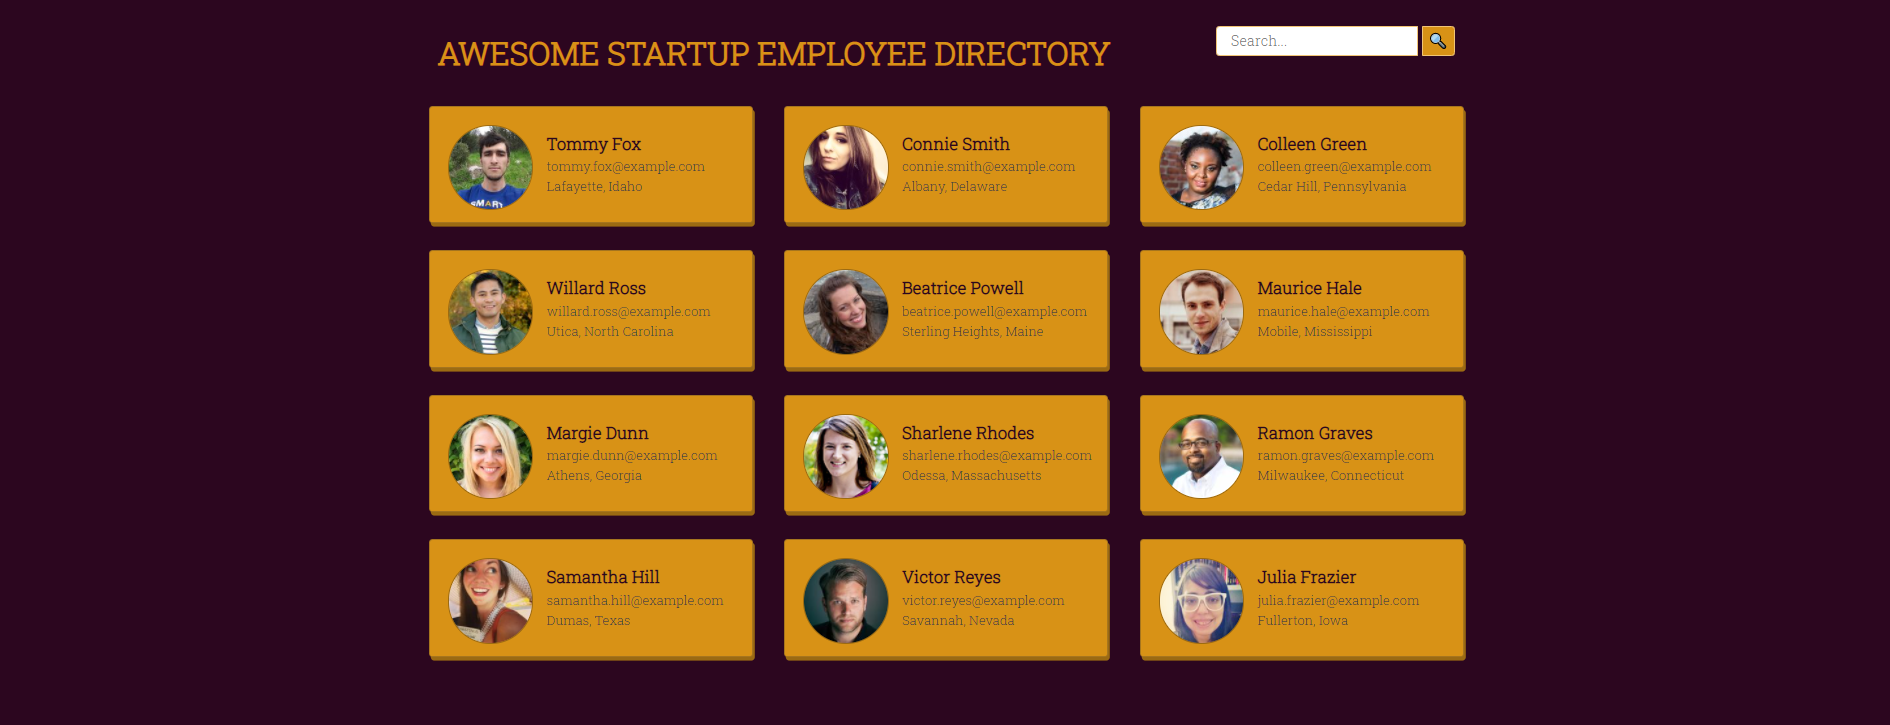 AWESOME STARTUP EMPLOYEE DIRECTORY
Search...
Tommy Fox
tommy.fox@example.com
Lafayette, Idaho
Connie Smith
connie.smith@example.com
Albany, Delaware
Colleen Green
colleen.green@example.com
Cedar Hill, Pennsylvania
Willard Ross
willard.ross@example.com
Utica, North Carolina
Beatrice Powell
beatrice.powell@example.com
Sterling Heights, Maine
Maurice Hale
maurice.hale@example.com
Mobile, Mississippi
Margie Dunn
margie.dunn@example.com
Athens, Georgia
Sharlene Rhodes
sharlene.rhodes@example.com
Odessa, Massachusetts
Ramon Graves
ramon.graves@example.com
Milwaukee, Connecticut
Samantha Hill
samantha.hill@example.com
Dumas, Texas
Victor Reyes
victor.reyes@example.com
Savannah, Nevada
Julia Frazier
julia.frazier@example.com
Fullerton, Iowa